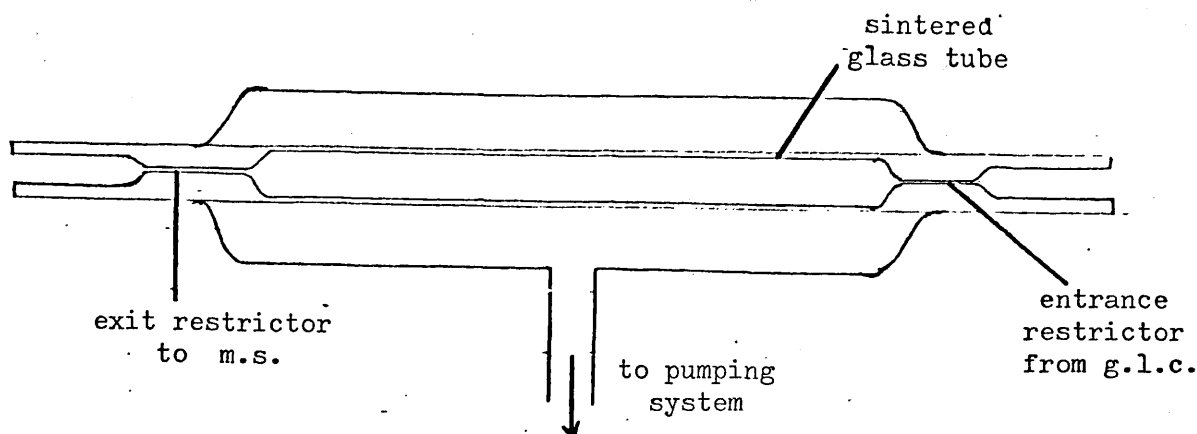 sintered
glass tube
exit restrictor
to m.s.
entrance
restrictor
from g.l.c.
to pumping
system